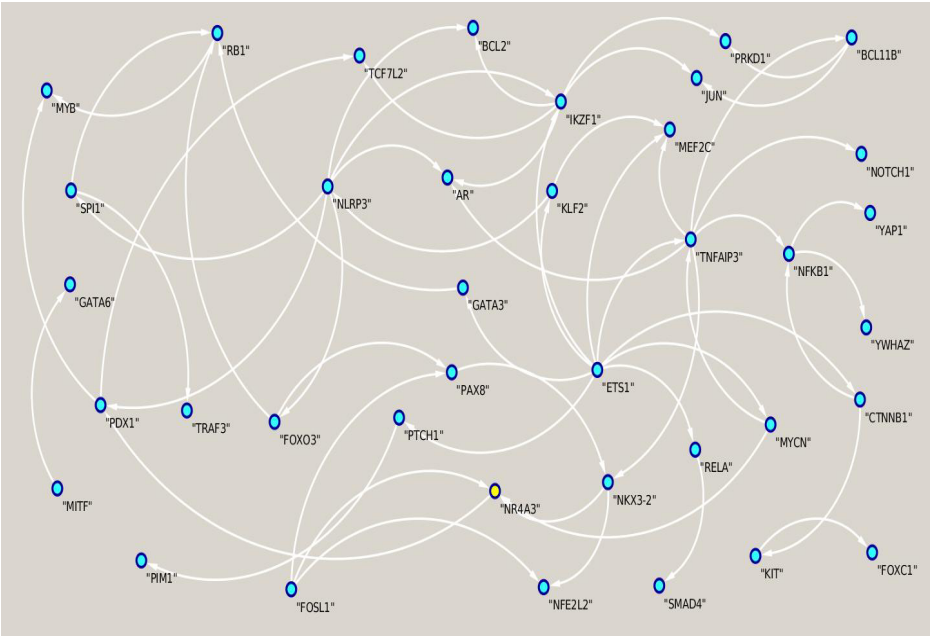 "RB1"
"BCL2"
"PRKD1"
"BCL11B"
"TCF7L2"
"JUN"
"MYB"
"IKZF1"
"MEF2C"
"NOTCH1"
"SPI1"
"NLRP3"
"AR"
"KLF2"
"YAP1"
"TNFAIP3"
"NFKB1"
"GATA6"
"GATA3"
"YWHAZ"
"ETS1"
"PAX8"
"CTNNB1"
"PDX1"
"TRAF3"
"FOXO3"
"PTCH1"
"MYCN"
"RELA"
"MITF"
"NR4A3"
"NKX3-2"
"PIM1"
"KIT"
"FOXC1"
"FOSL1"
"NFE2L2"
"SMAD4"